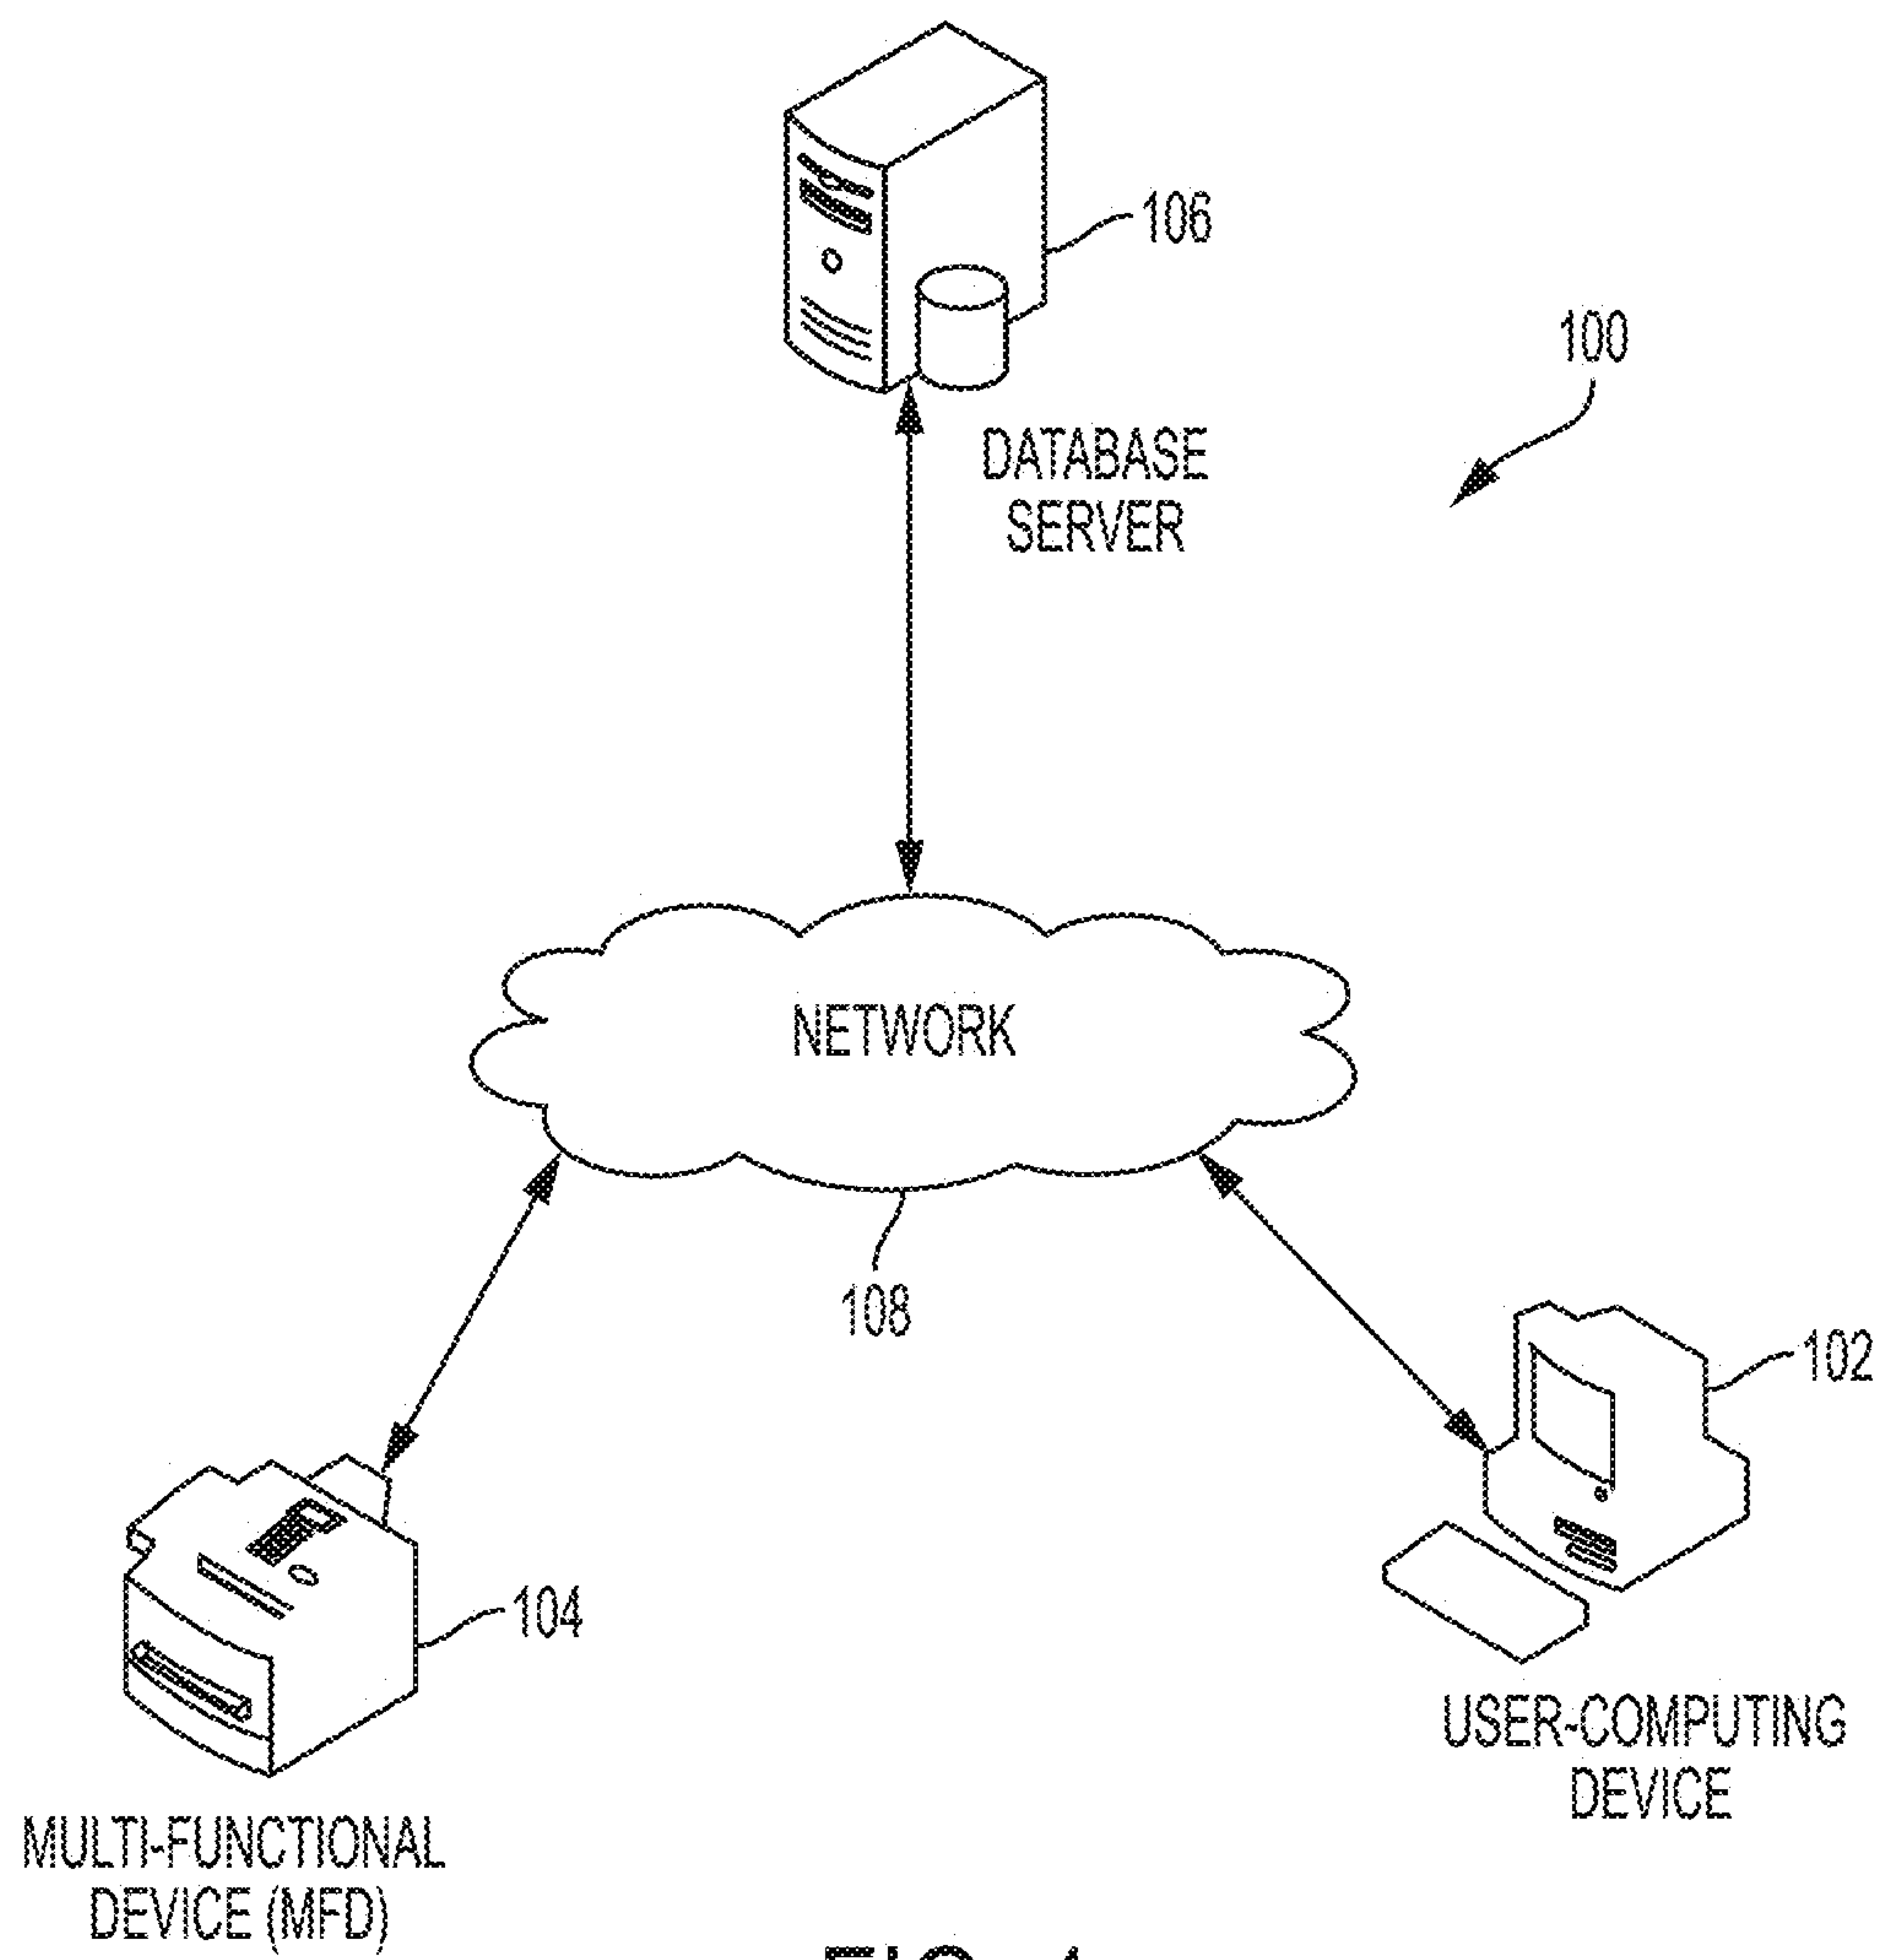 106
100
DATABASE
SERVER
NETWORK
108
102
104
USER-COMPUTING
DEVICE
MULTI-FUNCTIONAL
DEVICE (MFD)